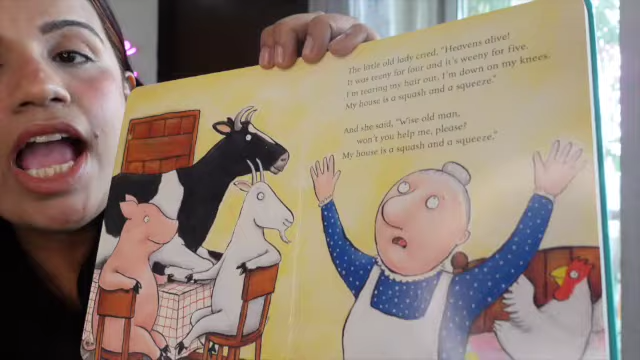 The little old lady cried, "Heavens alive!
It was teeny for four and it's weeny for five.
I'm tearing my hair out, I'm down on my knees.
My house is a squash and a squeeze."
And she said, "Wise old man,
won't you help me, please?
My house is a squash and a squeeze."